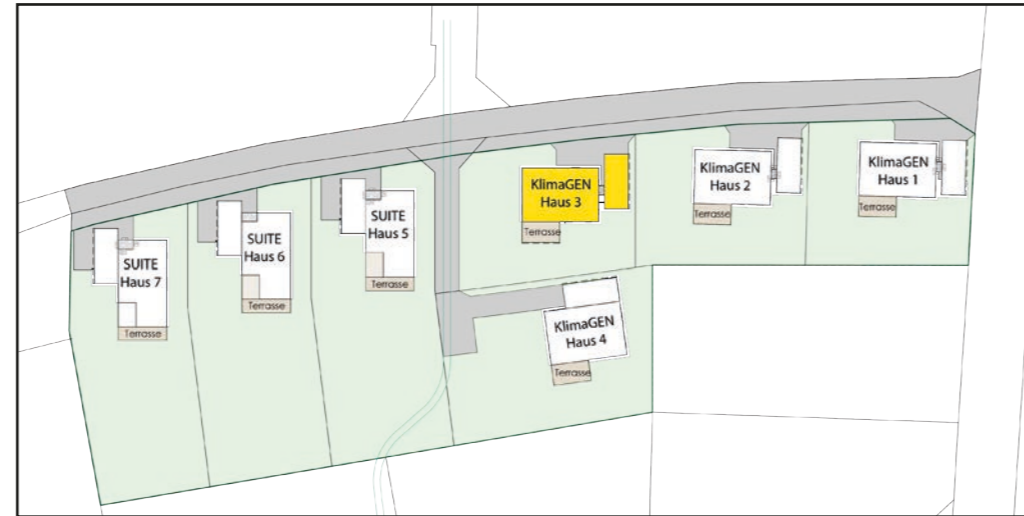 SUITE
Haus 7
Terrasse
SUITE
Haus 6
Terrasse
SUITE
Haus 5
Terrasse
KlimaGEN
Haus 3
Terrasse
KlimaGEN
Haus 2
Terrasse
KlimaGEN
Haus 1
Terrasse
KlimaGEN
Haus 4
Terrasse